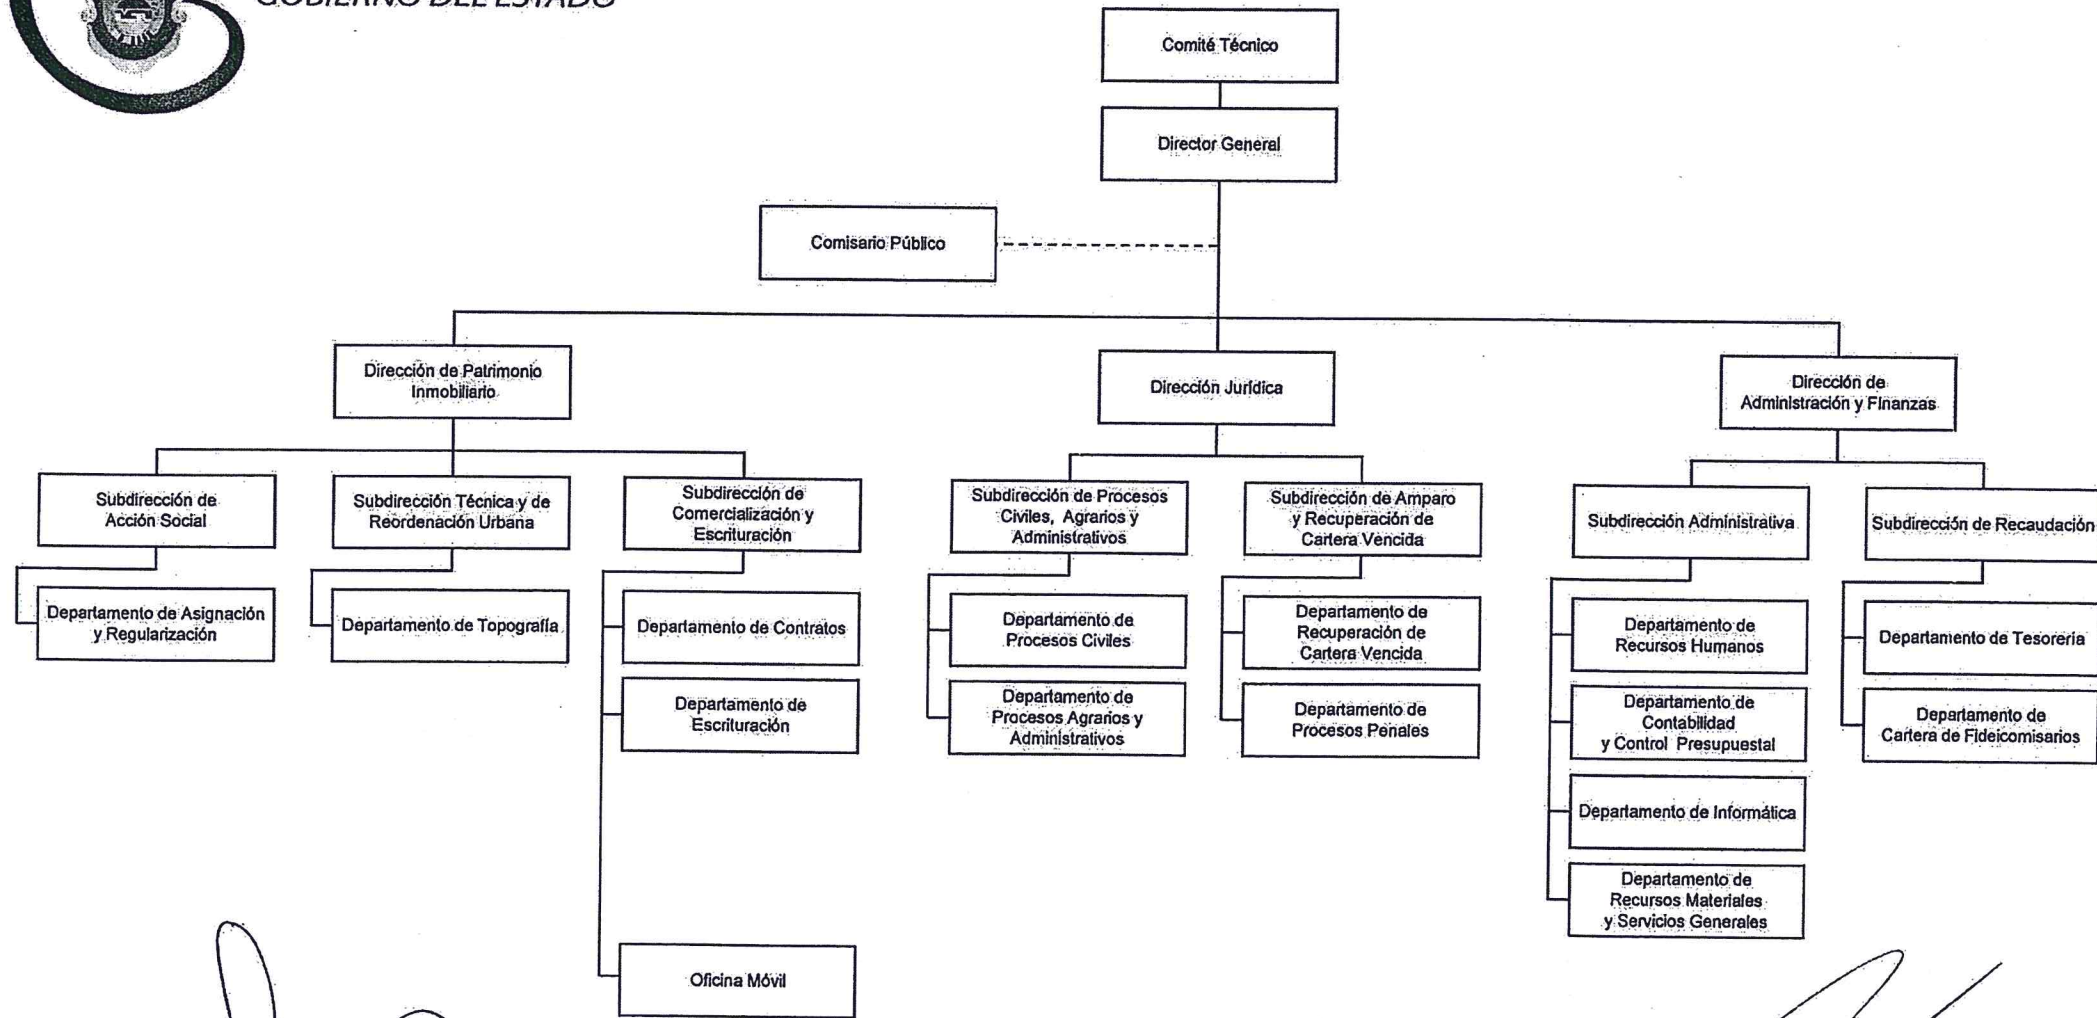 GOBIERNO DEL ESTADO
Comité Técnico
Director General
Comisario Público
Dirección de Patrimonio
Inmobiliario
Dirección Jurídica
Dirección de
Administración y Finanzas
Subdirección de
Acción Social
Subdirección Técnica y de
Reordenación Urbana
Subdirección de
Comercialización y
Escrituración
Subdirección de Procesos
Civiles, Agrarios y
Administrativos
Subdirección de Amparo
y Recuperación de
Cartera Vencida
Subdirección Administrativa
Subdirección de Recaudación
Departamento de Asignación
y Regularización
Departamento de Topografía
Departamento de Contratos
Departamento de
Escrituración
Oficina Móvil
Departamento de
Procesos Civiles
Departamento de
Procesos Agrarios y
Administrativos
Departamento de
Recuperación de
Cartera Vencida
Departamento de
Procesos Penales
Departamento de
Recursos Humanos
Departamento de
Contabilidad
y Control Presupuestal
Departamento de Informática
Departamento de
Recursos Materiales
y Servicios Generales
Departamento de Tesorería
Departamento de
Cartera de Fideicomisarios